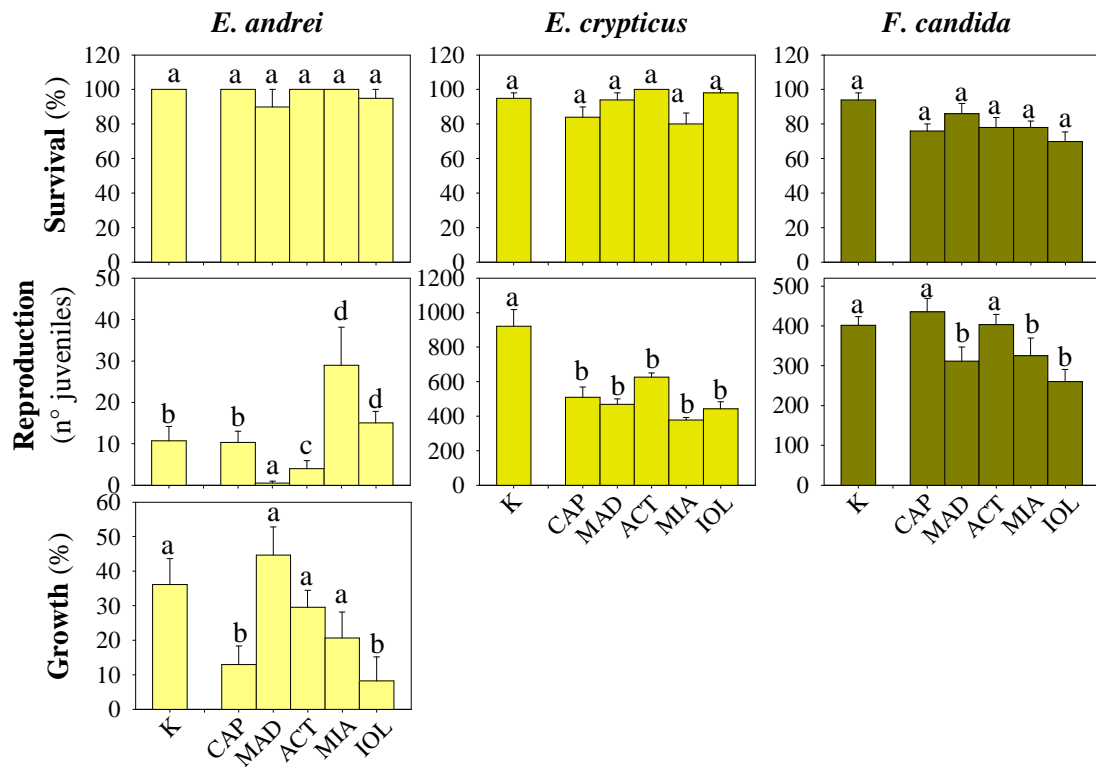 E. andrei
E. crypticus
F. candida
Survival (%)
120
100
80
60
40
20
0
a
a a a a a
120
100
80
60
40
20
0
a
a a a a a
120
100
80
60
40
20
0
a
a a a a a
Reproduction
(n° juveniles)
50
40
30
20
10
0
b
b a c d d
1200
900
800
600
400
200
0
a
b b b b b
K
CAP
MAD
ACT
MIA
IOL
500
400
300
200
100
0
a
a b a b b
K
CAP
MAD
ACT
MIA
IOL
Growth (%)
60
50
40
30
20
10
0
a
b a a a b
K
CAP
MAD
ACT
MIA
IOL